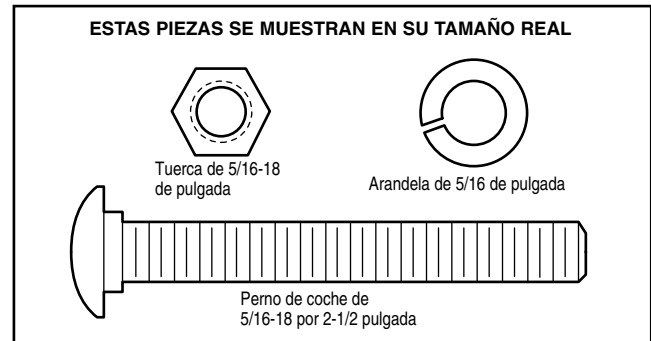 ESTAS PIEZAS SE MUESTRAN EN SU TAMAÑO REAL
Tuerca de 5/16-18
de pulgada
Arandela de 5/16 de pulgada
Perno de coche de
5/16-18 por 2-1/2 pulgada